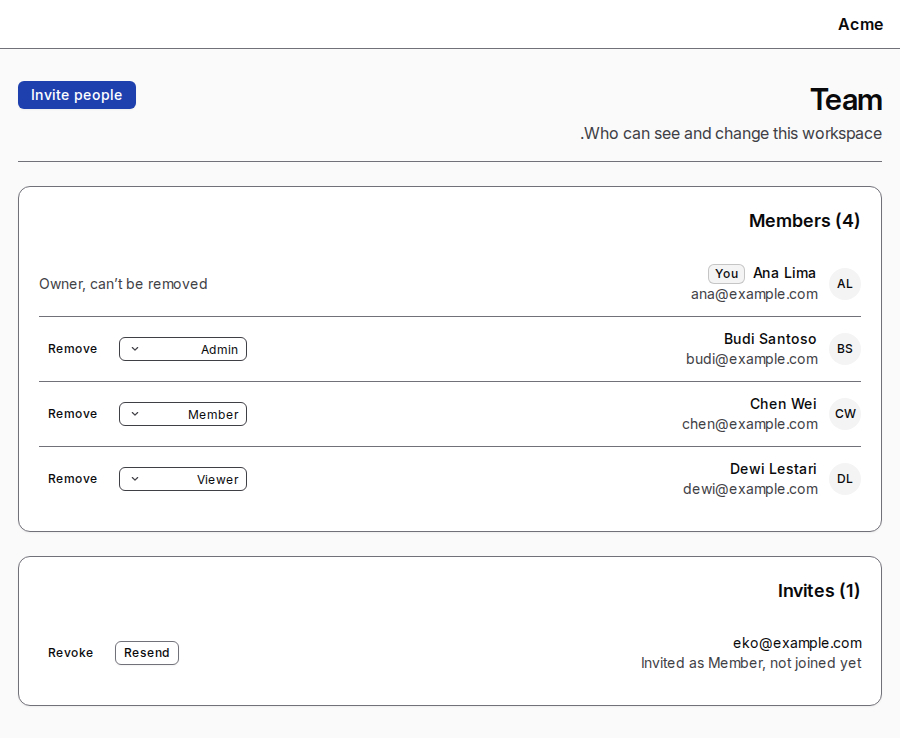 Acme
Team
Invite people
.Who can see and change this workspace
Members (4)
AL
Ana Lima
You
ana@example.com
Owner, can’t be removed
BS
Budi Santoso
budi@example.com
Admin
Remove
CW
Chen Wei
chen@example.com
Member
Remove
DL
Dewi Lestari
dewi@example.com
Viewer
Remove
Invites (1)
eko@example.com
Invited as Member, not joined yet
Resend
Revoke